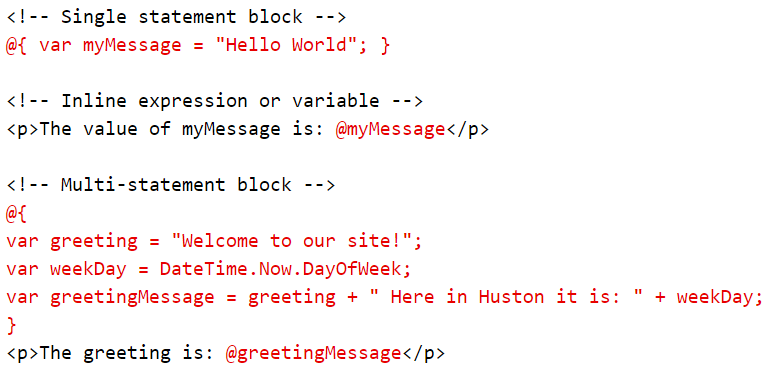 <!-- Single statement block -->
@{ var myMessage = "Hello World"; }
<!-- Inline expression or variable -->
<p>The value of myMessage is: @myMessage</p>
<!-- Multi-statement block -->
@{
var greeting = "Welcome to our site!";
var weekDay = DateTime.Now.DayOfWeek;
var greetingMessage = greeting + " Here in Huston it is: " + weekDay;
}
<p>The greeting is: @greetingMessage</p>